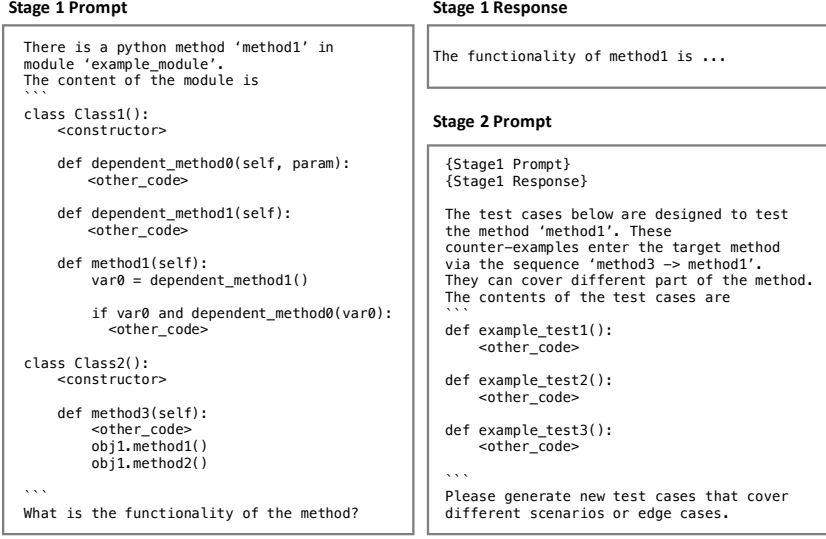 Stage 1 Prompt
There is a python method ‘method1’ in
module ‘example_module’.
The content of the module is
```
class Class1():
    <constructor>

    def dependent_method0(self, param):
        <other_code>

    def dependent_method1(self):
        <other_code>

    def method1(self):
        var0 = dependent_method1()

        if var0 and dependent_method0(var0):
          <other_code>

class Class2():
    <constructor>

    def method3(self):
        <other_code>
        obj1.method1()
        obj1.method2()

```
What is the functionality of the method?
Stage 1 Response
The functionality of method1 is ...
Stage 2 Prompt
{Stage1 Prompt}
{Stage1 Response}

The test cases below are designed to test
the method ‘method1’. These
counter-examples enter the target method
via the sequence ‘method3 -> method1’.
They can cover different part of the method.
The contents of the test cases are
```
def example_test1():
    <other_code>

def example_test2():
    <other_code>

def example_test3():
    <other_code>

```
Please generate new test cases that cover
different scenarios or edge cases.